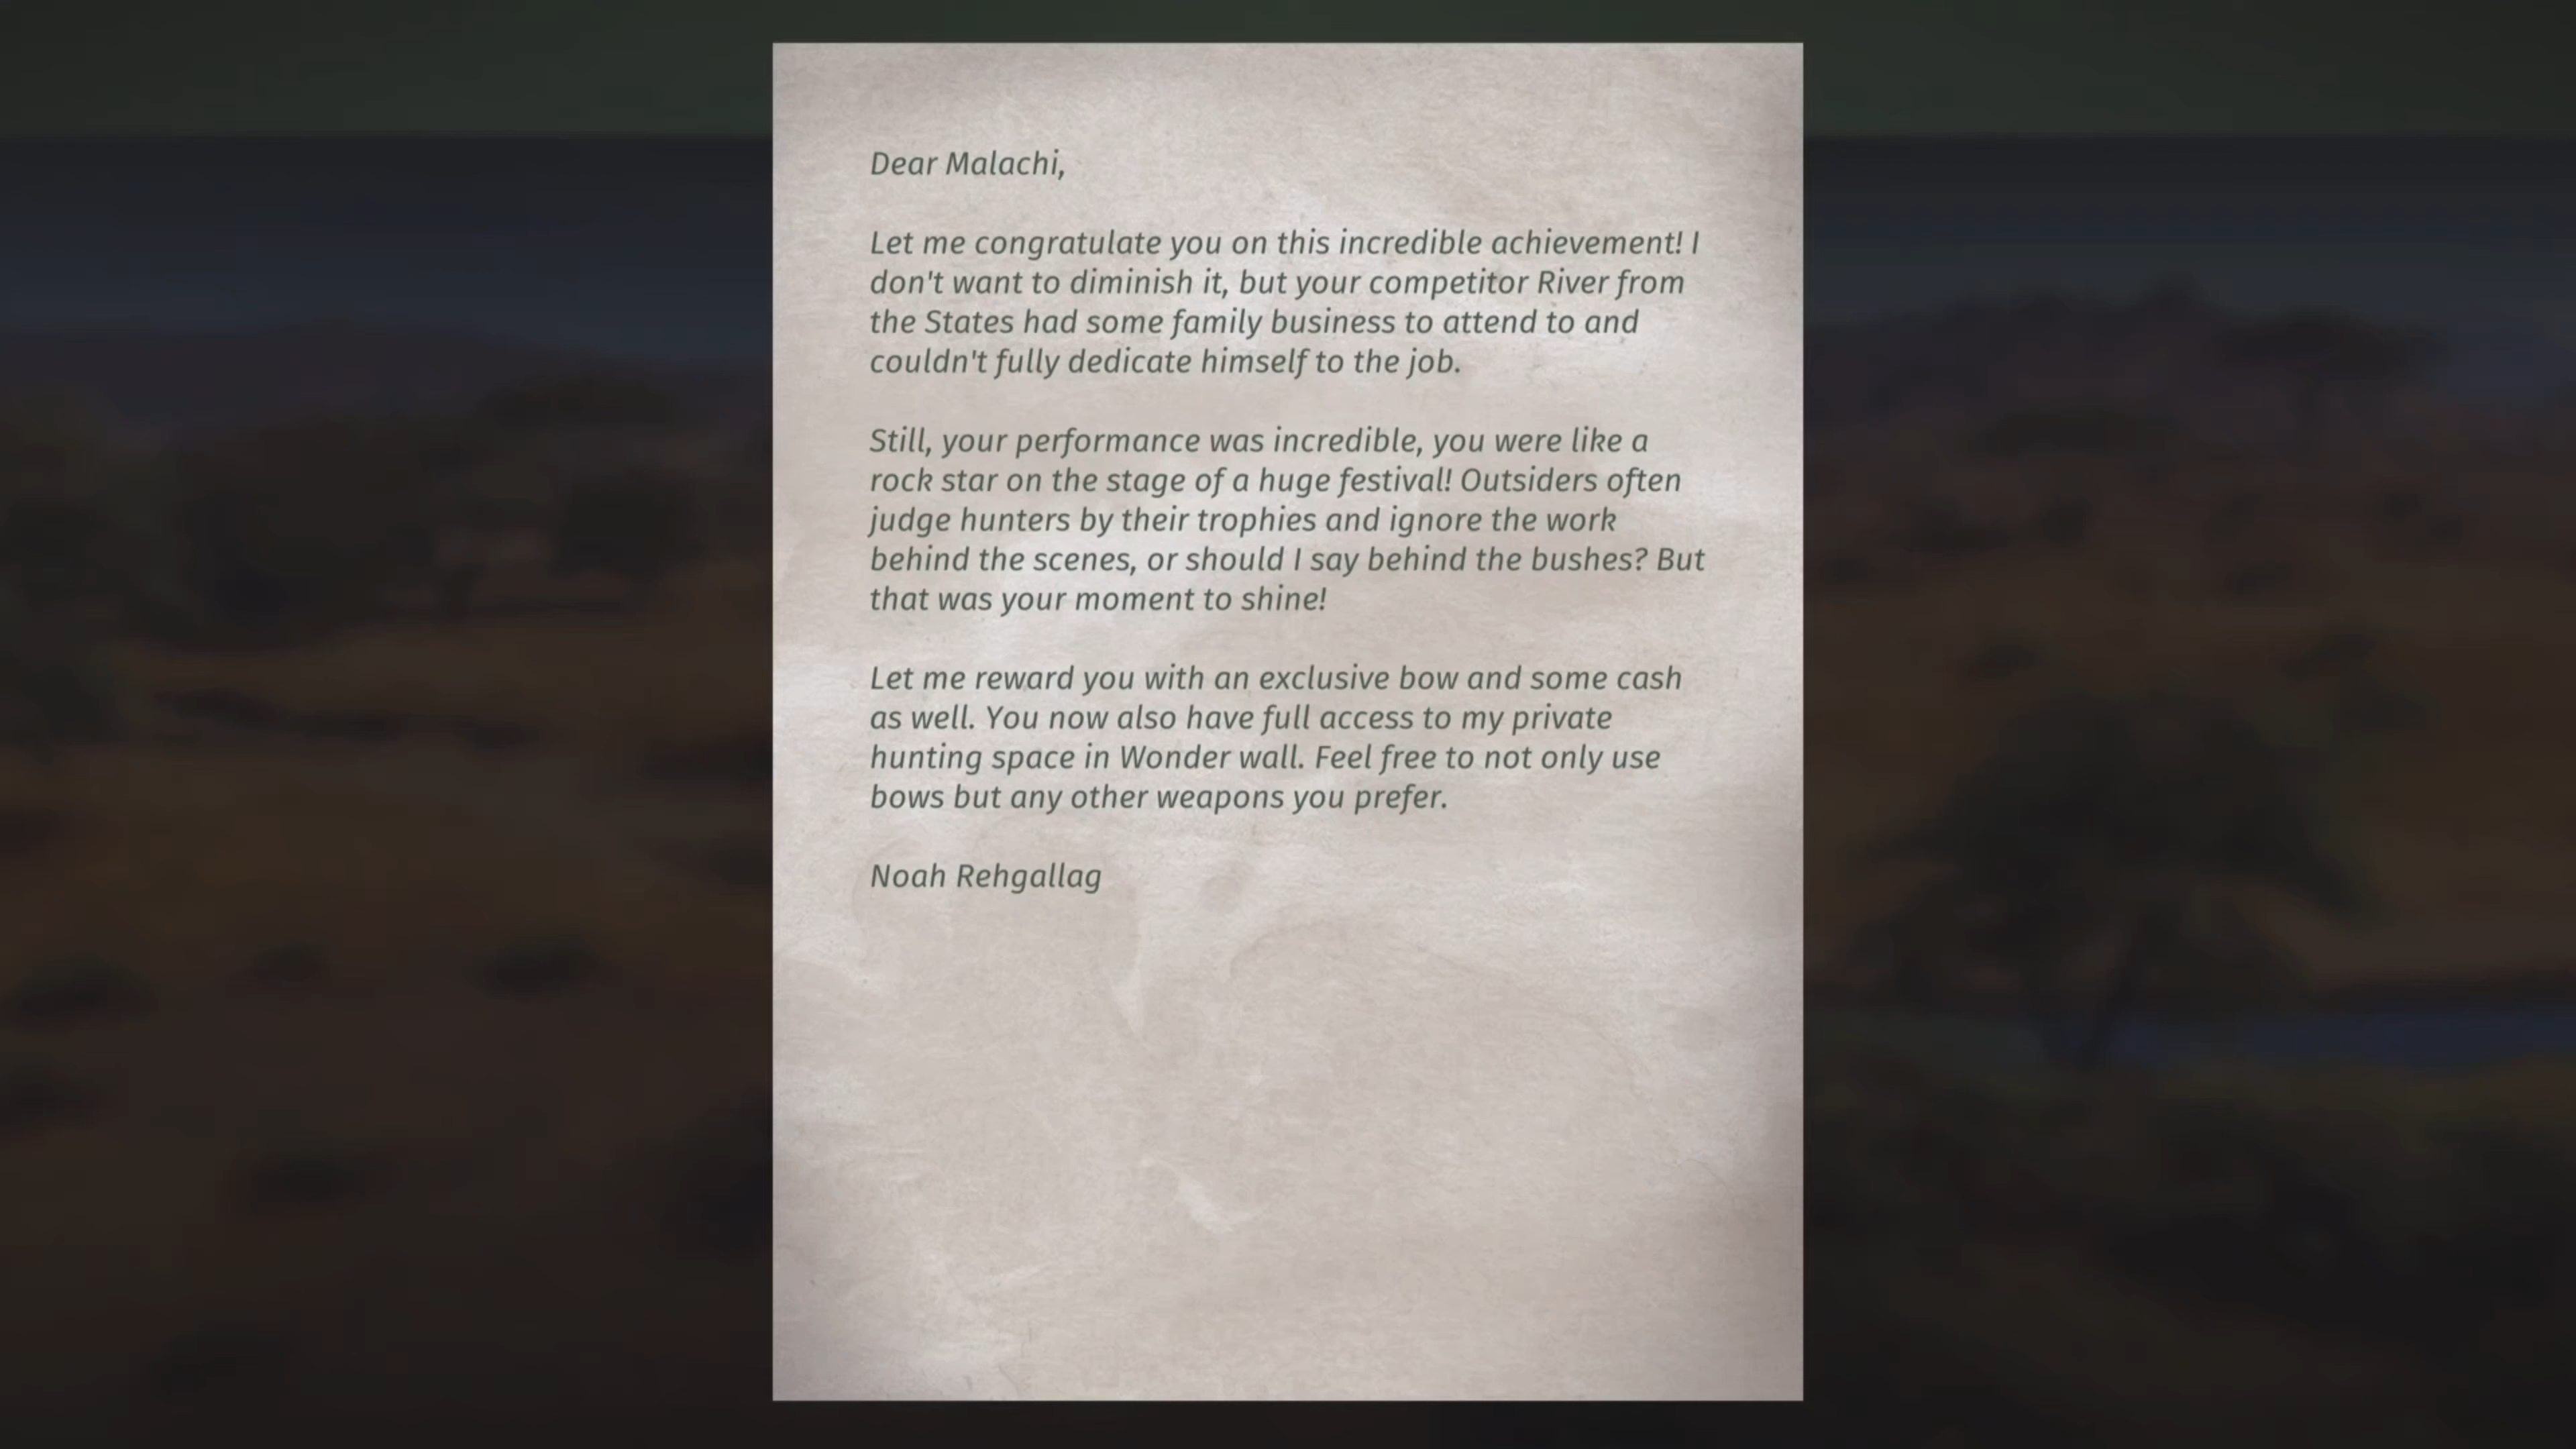 Dear Malachi,
Let me congratulate you on this incredible achievement! I
don't want to diminish it, but your competitor River from
the States had some family business to attend to and
couldn't fully dedicate himself to the job.
Still, your performance was incredible, you were like a
rock star on the stage of a huge festival! Outsiders often
judge hunters by their trophies and ignore the work
behind the scenes, or should I say behind the bushes? But
that was your moment to shine!
Let me reward you with an exclusive bow and some cash
as well. You now also have full access to my private
hunting space in Wonder wall. Feel free to not only use
bows but any other weapons you prefer.
Noah Rehgallag